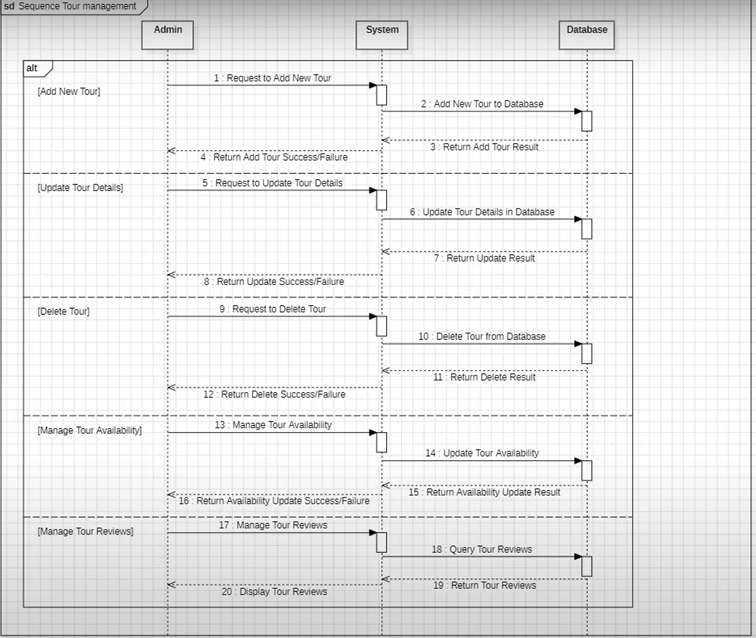 sd Sequence Tour management
Admin
System
Database
alt
[Add New Tour]
1 : Request to Add New Tour
2 : Add New Tour to Database
3 : Return Add Tour Result
4 : Return Add Tour Success/Failure
[Update Tour Details]
5 : Request to Update Tour Details
6 : Update Tour Details in Database
7 : Return Update Result
8 : Return Update Success/Failure
[Delete Tour]
9 : Request to Delete Tour
10 : Delete Tour from Database
11 : Return Delete Result
12 : Return Delete Success/Failure
[Manage Tour Availability]
13 : Manage Tour Availability
14 : Update Tour Availability
15 : Return Availability Update Result
16 : Return Availability Update Success/Failure
[Manage Tour Reviews]
17 : Manage Tour Reviews
18 : Query Tour Reviews
19 : Return Tour Reviews
20 : Display Tour Reviews